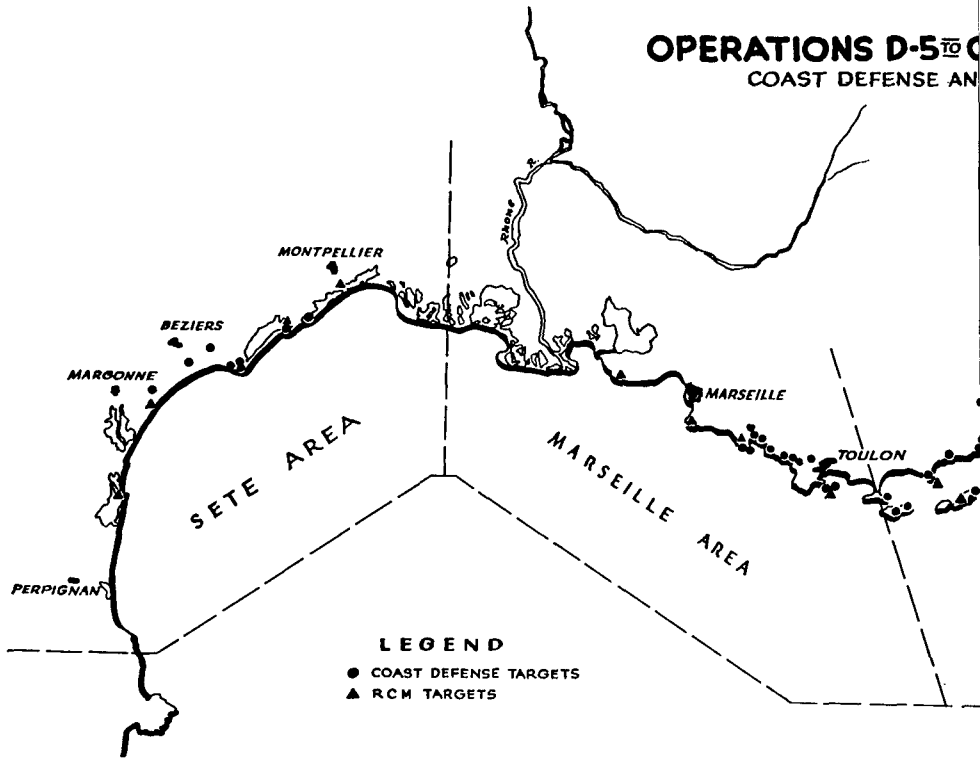 OPERATIONS D-5 TO
COAST DEFENSE AN
Rhone R.
MONTPELLIER
BEZIERS
MARGONNE
MARSEILLE
SETE AREA
MARSEILLE AREA
TOULON
PERPIGNAN
LEGEND
COAST DEFENSE TARGETS
RCM TARGETS